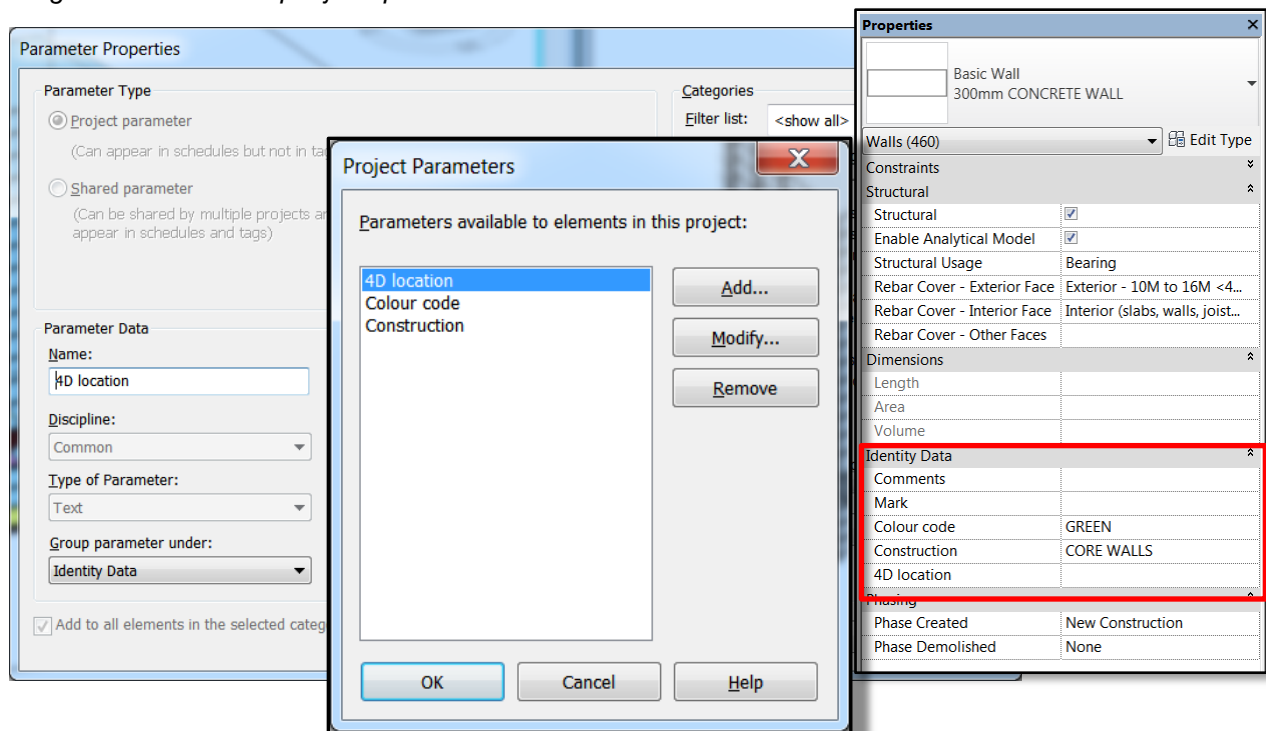 Parameter Properties
Parameter Type
Project parameter
(Can appear in schedules but not in
Shared parameter
(Can be shared by multiple projects
appear in schedules and tags)
Parameter Data
Name:
4D location
Discipline:
Common
Type of Parameter:
Text
Group parameter under:
Identity Data
Add to all elements in the selected
Categories
Filter list: <show all>
Project Parameters
X
Parameters available to elements in this project:
4D location
Colour code
Construction
Add...
Modify...
Remove
OK Cancel Help
Properties ×
Basic Wall
300mm CONCRETE WALL
Walls (460) Edit Type
Constraints
Structural
Structural
Enable Analytical Model
Structural Usage Bearing
Rebar Cover - Exterior Face Exterior - 10M to 16M <4...
Rebar Cover - Interior Face Interior (slabs, walls, joist...
Rebar Cover - Other Faces
Dimensions
Length
Area
Volume
Identity Data
Comments
Mark
Colour code GREEN
Construction CORE WALLS
4D location
Phasing
Phase Created New Construction
Phase Demolished None